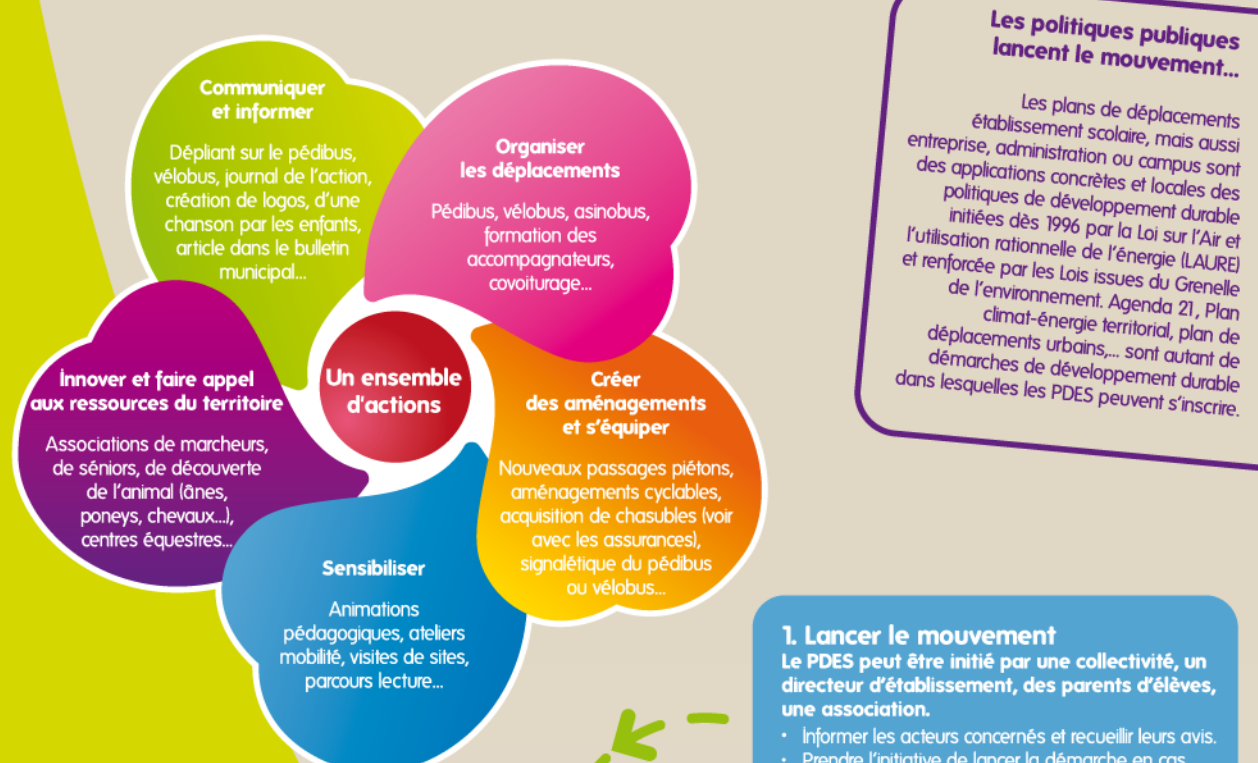 Communiquer
et informer
Dépliant sur le pédibus,
vélobus, journal de l'action,
création de logos, d'une
chanson par les enfants,
article dans le bulletin
municipal...
Organiser
les déplacements
Pédibus, vélobus, asinobus,
formation des
accompagnateurs,
covoiturage...
Innover et faire appel
aux ressources du territoire
Associations de marcheurs,
de séniors, de découverte
de l'animal (ânes,
poneys, chevaux...),
centres équestres...
Un ensemble
d'actions
Créer
des aménagements
et s'équiper
Nouveaux passages piétons,
aménagements cyclables,
acquisition de chasubles (voir
avec les assurances),
signalétique du pédibus
ou vélobus...
Sensibiliser
Animations
pédagogiques, ateliers
mobilité, visites de sites,
parcours lecture...
Les politiques publiques
lancent le mouvement...
Les plans de déplacements
établissement scolaire, mais aussi
entreprise, administration ou campus sont
des applications concrètes et locales des
politiques de développement durable
initiées dès 1996 par la Loi sur l'Air et
l'utilisation rationnelle de l'énergie (LAURE)
et renforcée par les Lois issues du Grenelle
de l'environnement. Agenda 21, Plan
climat-énergie territorial, plan de
déplacements urbains,... sont autant de
démarches de développement durable
dans lesquelles les PDES peuvent s'inscrire.
1. Lancer le mouvement
Le PDES peut être initié par une collectivité, un
directeur d'établissement, des parents d'élèves,
une association.
• Informer les acteurs concernés et recueillir leurs avis.
• Prendre l'initiative de lancer la démarche en cas